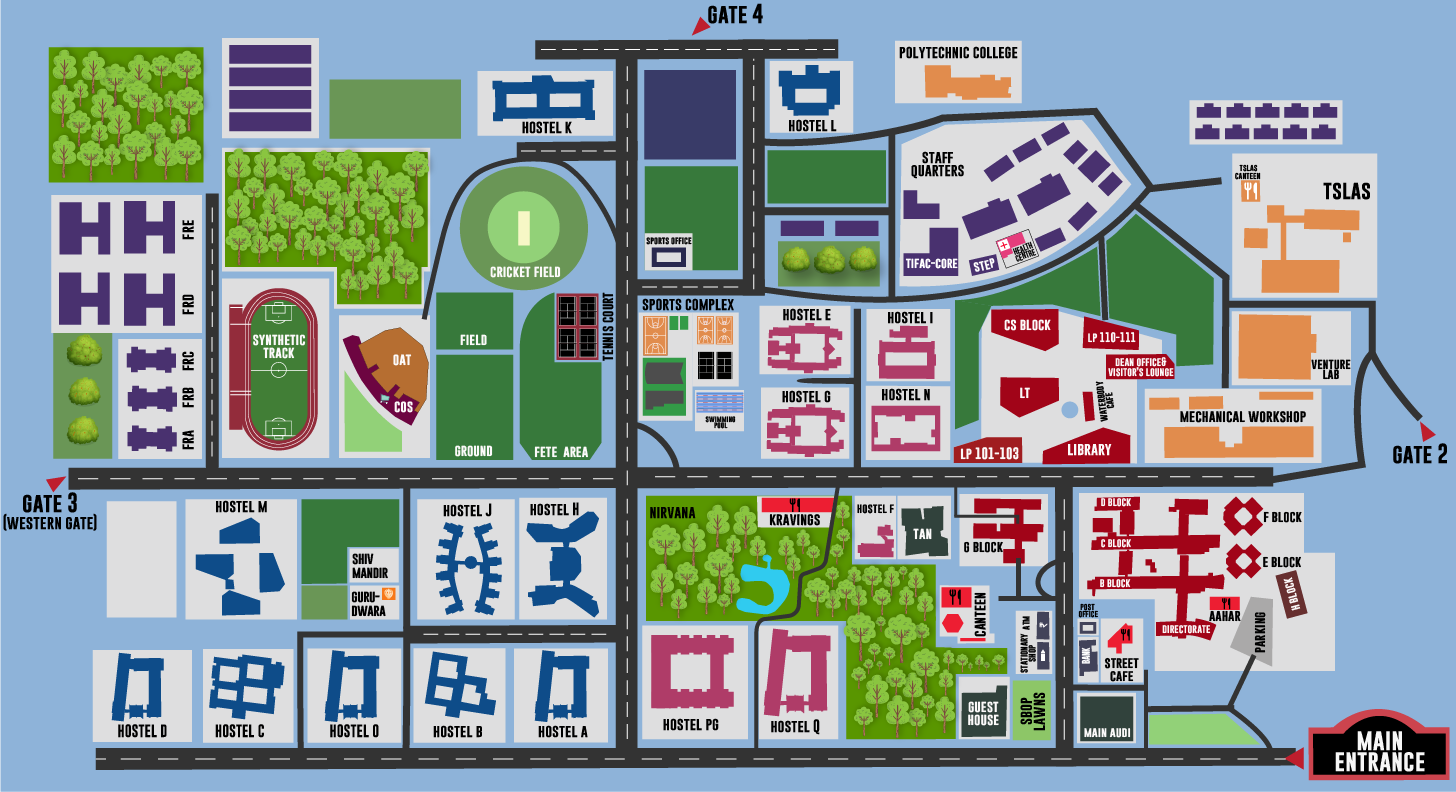 GATE 4
POLYTECHNIC COLLEGE
HOSTEL K
HOSTEL L
STAFF
QUARTERS
TSLAS
CANTEEN
TSLAS
FRE
SPORTS OFFICE
HEALTH
CENTRE
TIFAC-CORE
STEP
CRICKET FIELD
FRD
SPORTS COMPLEX
TENNIS COURT
HOSTEL E
HOSTEL I
CS BLOCK
LP 110-111
SYNTHETIC
TRACK
FIELD
OAT
DEAN OFFICE&
VISITOR'S LOUNGE
VENTURE
LAB
FRC
FRB
FRA
COS
HOSTEL G
HOSTEL N
LT
WATERBODY
CAFE
SWIMMING
POOL
MECHANICAL WORKSHOP
GROUND
FETE AREA
LP 101-103
LIBRARY
GATE 2
GATE 3
(WESTERN GATE)
HOSTEL M
HOSTEL J
HOSTEL H
NIRVANA
KRAVINGS
HOSTEL F
TAN
G BLOCK
D BLOCK
C BLOCK
B BLOCK
F BLOCK
E BLOCK
H BLOCK
SHIV
MANDIR
GURU-
DWARA
CANTEEN
STATIONARY
SHOP
ATM
POST
OFFICE
BANK
STREET
CAFE
AAHAR
DIRECTORATE
PARKING
HOSTEL D
HOSTEL C
HOSTEL O
HOSTEL B
HOSTEL A
HOSTEL PG
HOSTEL Q
GUEST
HOUSE
SBOP
LAWNS
MAIN AUDI
MAIN
ENTRANCE